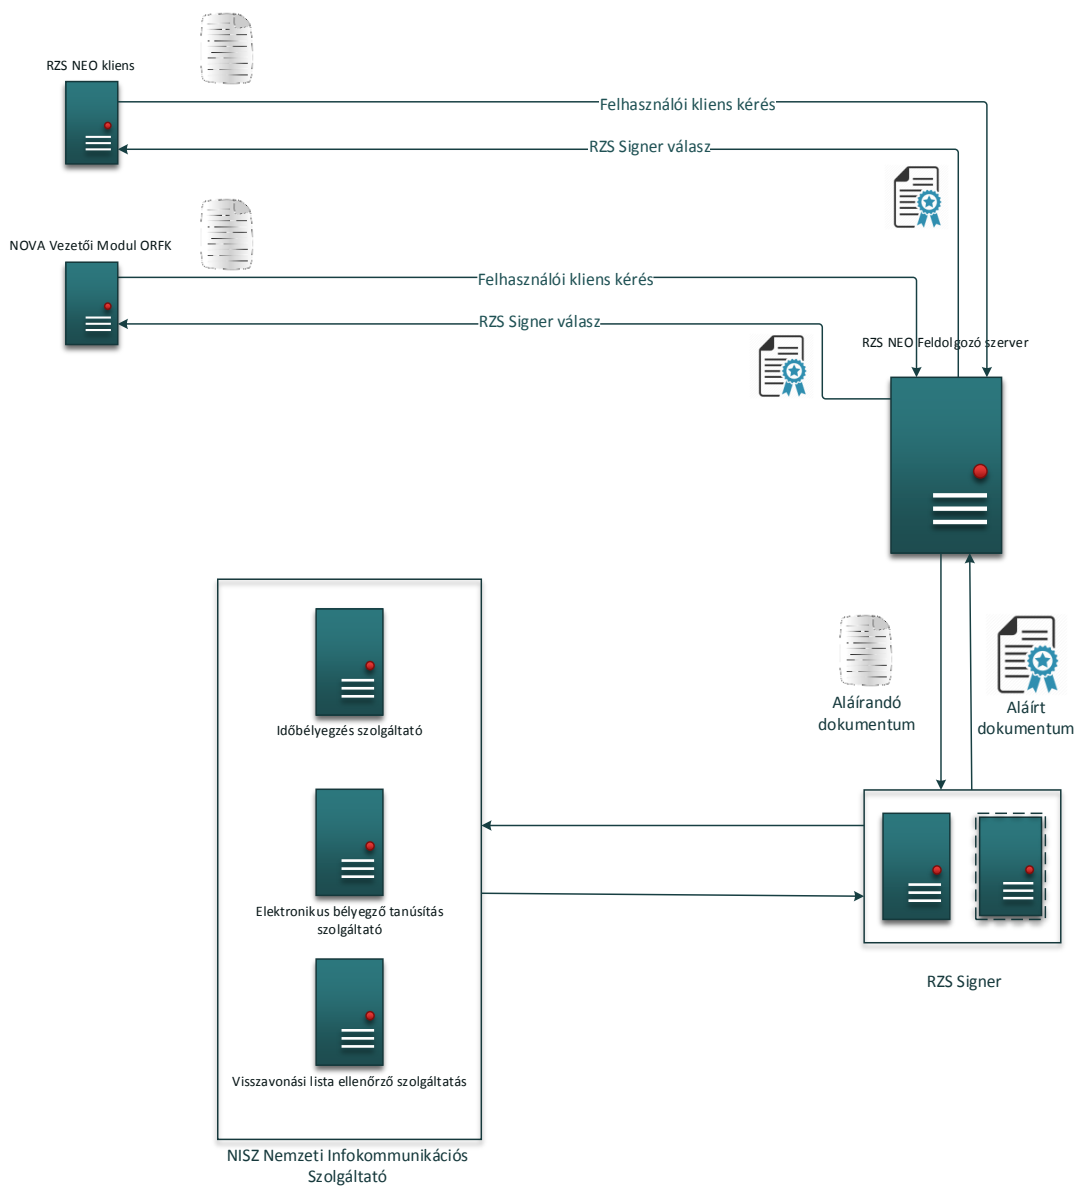 RZS NEO kliens
Felhasználói kliens kérés
RZS Signer válasz
NOVA Vezetői Modul ORFK
Felhasználói kliens kérés
RZS Signer válasz
RZS NEO Feldolgozó szerver
Aláírandó
dokumentum
Aláírt
dokumentum
Időbélyegzés szolgáltató
Elektronikus bélyegző tanúsítás
szolgáltató
RZS Signer
Visszavonási lista ellenőrző szolgáltatás
NISZ Nemzeti Infokommunikációs
Szolgáltató